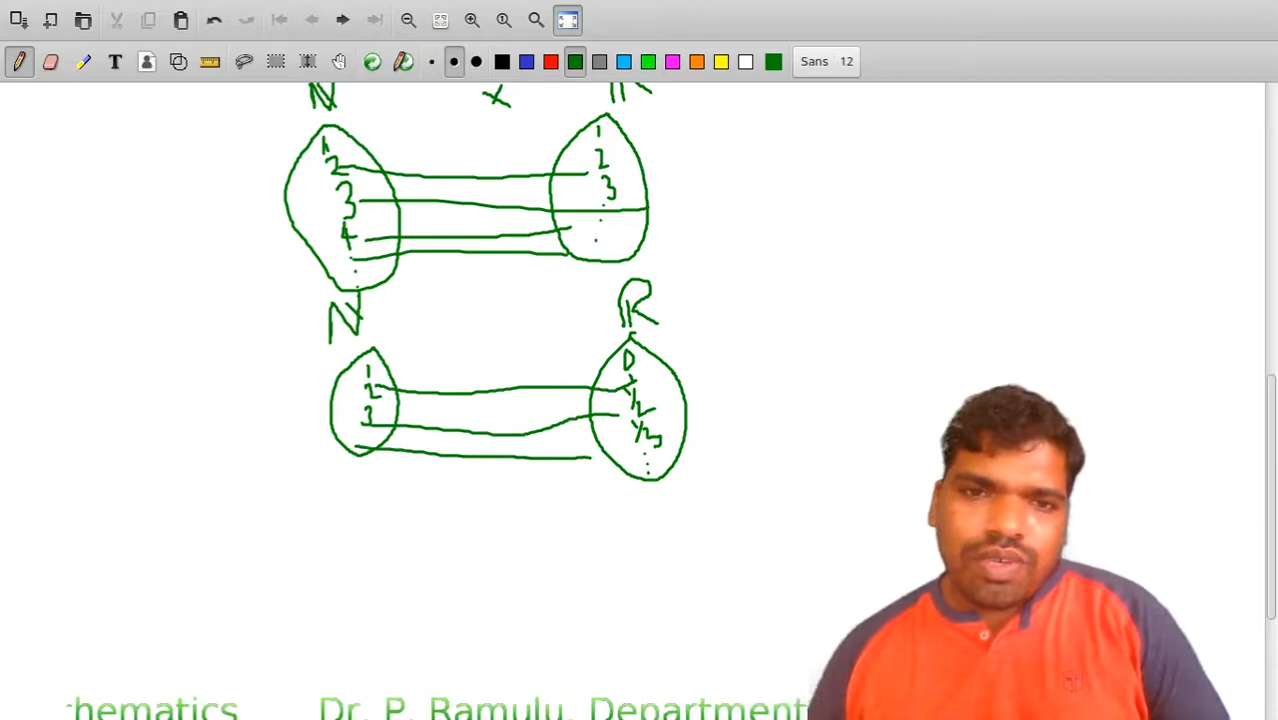 Sans 12
N x R
1 1
2 2
3 3
4
N R
1 0
2 1/2
3 1/3
hematics Dr. P. Ramulu, Department